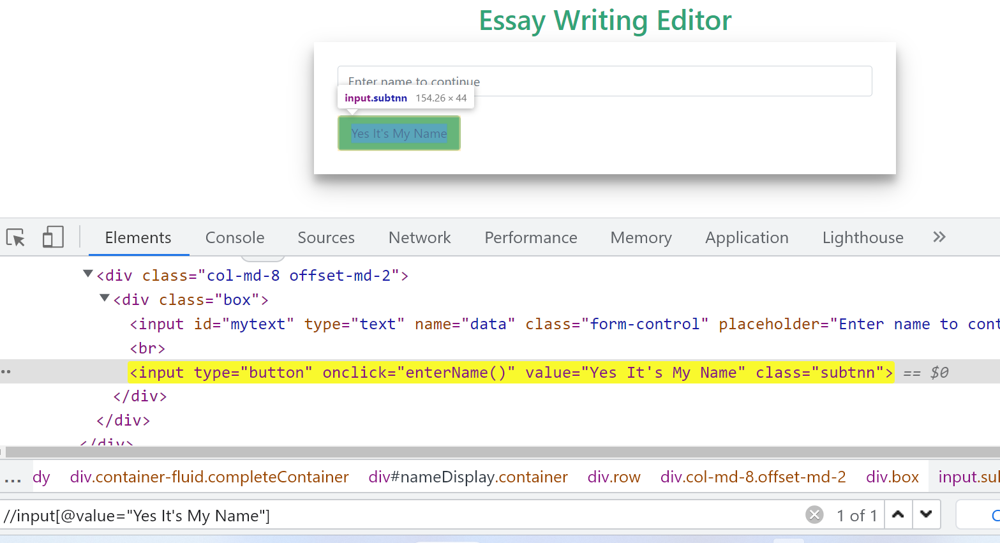 Essay Writing Editor
Enter name to continue
input.subtnn 154.26 × 44
Yes It's My Name
Elements Console Sources Network Performance Memory Application Lighthouse
<div class="col-md-8 offset-md-2">
<div class="box">
<input id="mytext" type="text" name="data" class="form-control" placeholder="Enter name to cont
<br>
<input type="button" onclick="enterName()" value="Yes It's My Name" class="subtnn"> == $0
</div>
</div>
</div>
... dy div.container-fluid.completeContainer div#nameDisplay.container div.row div.col-md-8.offset-md-2 div.box input.sub
//input[@value="Yes It's My Name"] 1 of 1